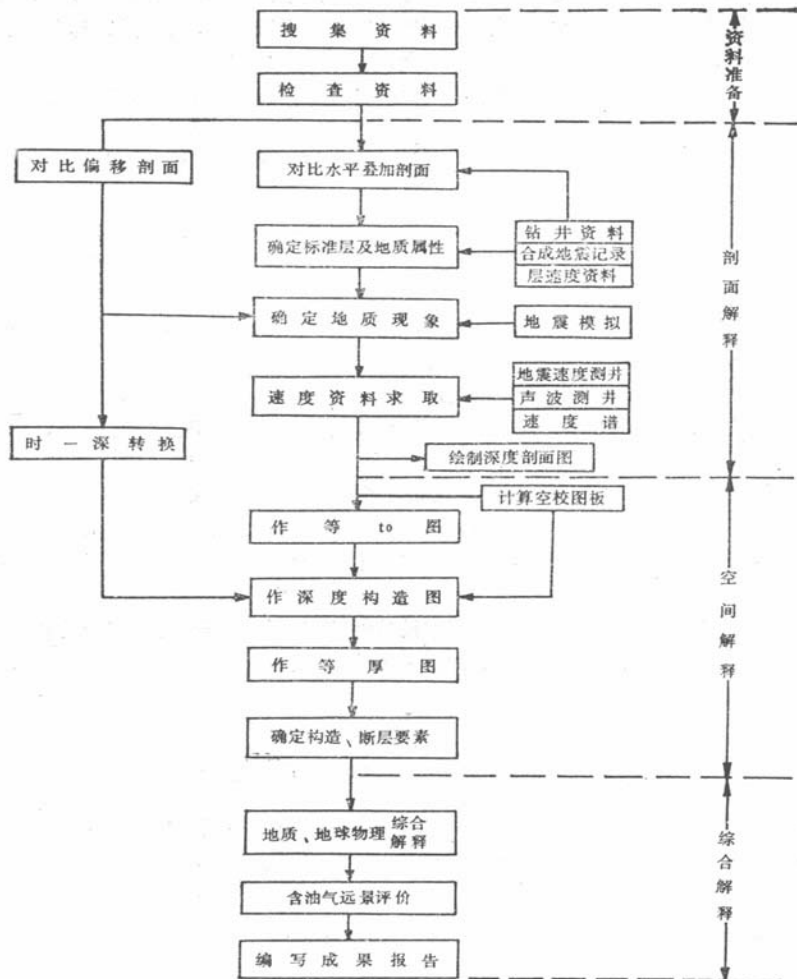 搜集资料
资料准备
检查资料
对比偏移剖面
对比水平叠加剖面
钻井资料
确定标准层及地质属性
合成地震记录
层速度资料
剖面解释
确定地质现象
地震模拟
地震速度测井
速度资料求取
声波测井
速度谱
时一深转换
绘制深度剖面图
计算空校图板
作等to图
空间解释
作深度构造图
作等厚图
确定构造、断层要素
地质、地球物理综合解释
综合解释
含油气远景评价
编写成果报告